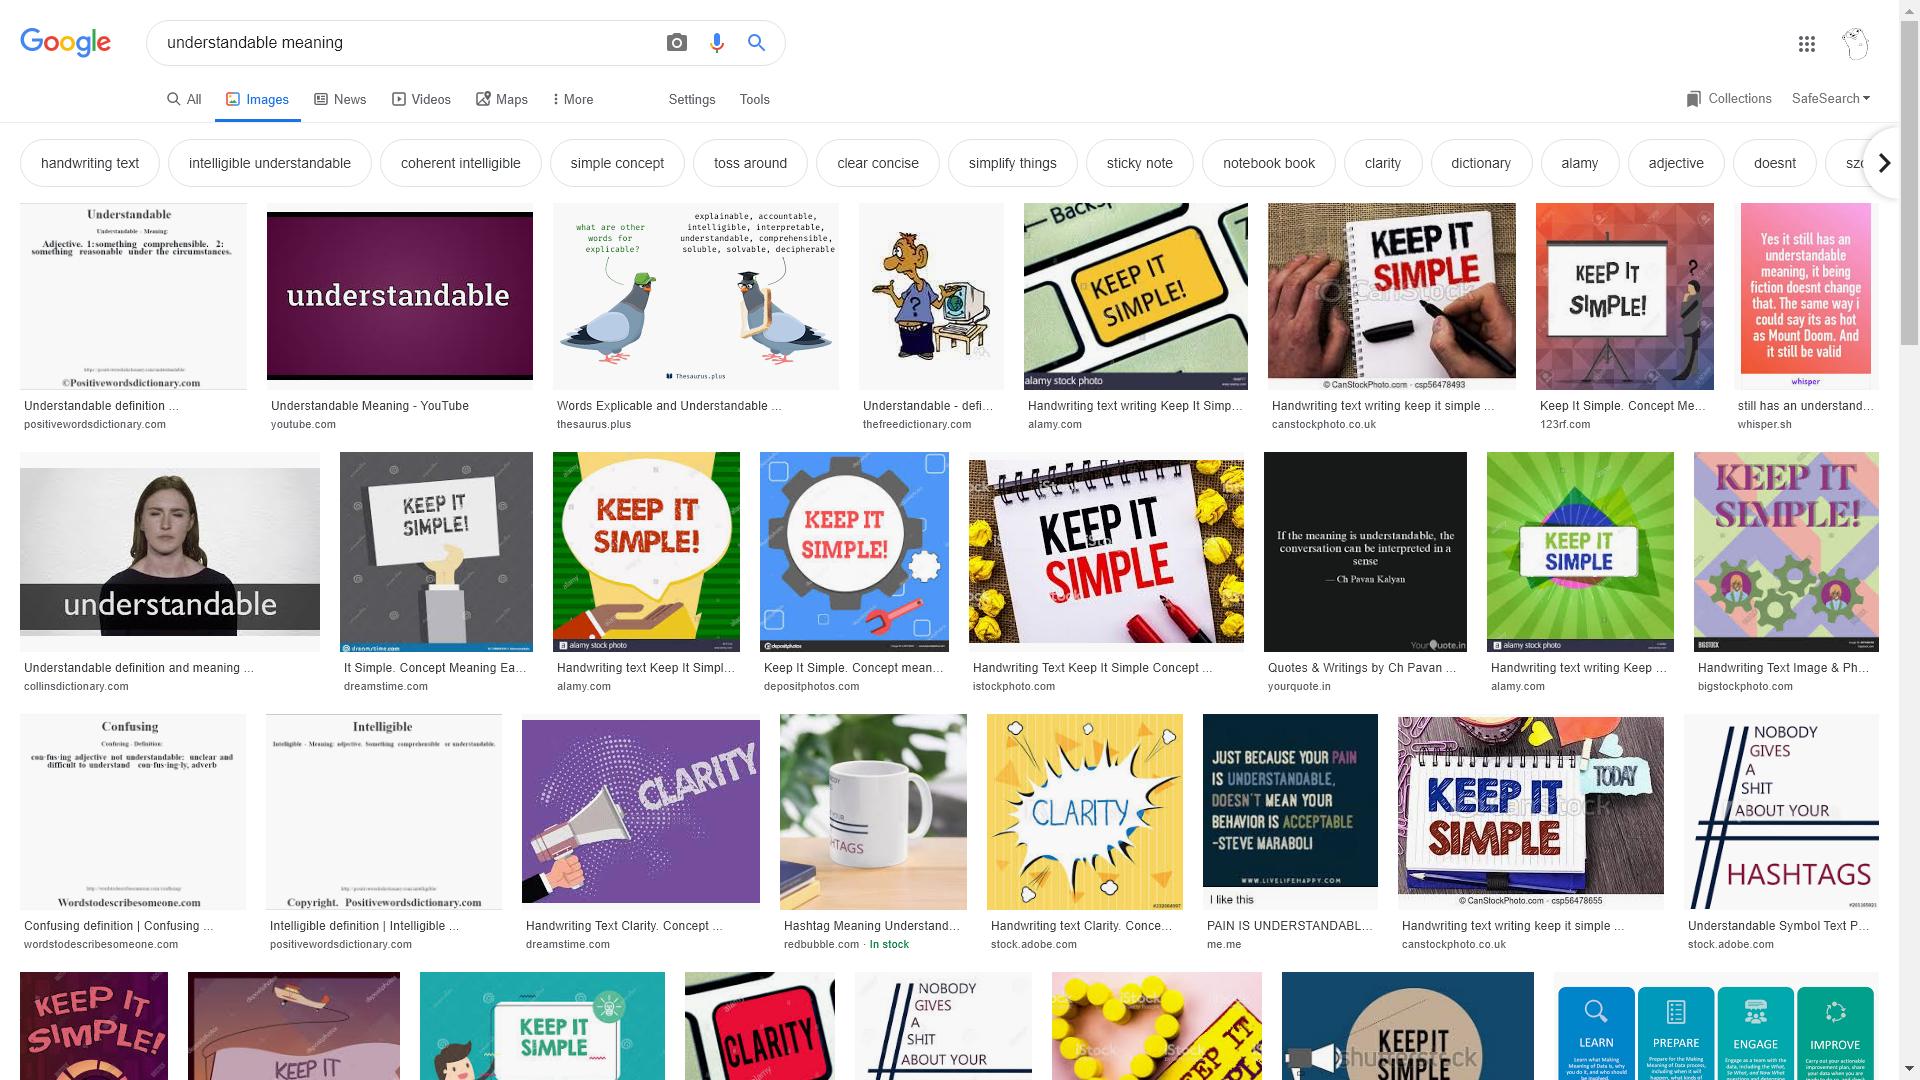 Google
understandable meaning
All
Images
News
Videos
Maps
More
Settings
Tools
Collections
SafeSearch
handwriting text
intelligible understandable
coherent intelligible
simple concept
toss around
clear concise
simplify things
sticky note
notebook book
clarity
dictionary
alamy
adjective
doesnt
Understandable
Understandable - Meaning:
Adjective. 1: something comprehensible. 2:
something reasonable under the circumstances.
©Positivewordsdictionary.com
understandable
what are other
words for
explicable?
explainable, accountable,
intelligible, interpretable,
understandable, comprehensible,
soluble, solvable, decipherable
Thesaurus.plus
Backsp
KEEP IT
SIMPLE!
alamy stock photo
KEEP IT
SIMPLE
CanStock
© CanStockPhoto.com - csp56478493
KEEP IT
SIMPLE!
Yes it still has an
understandable
meaning, it being
fiction doesnt change
that. The same way i
could say its as hot
as Mount Doom. And
it still be valid
whisper
Understandable definition ...
positivewordsdictionary.com
Understandable Meaning - YouTube
youtube.com
Words Explicable and Understandable ...
thesaurus.plus
Understandable - defi...
thefreedictionary.com
Handwriting text writing Keep It Simp...
alamy.com
Handwriting text writing keep it simple ...
canstockphoto.co.uk
Keep It Simple. Concept Me...
123rf.com
still has an understand...
whisper.sh
understandable
KEEP IT
SIMPLE!
dreamstime.com
KEEP IT
SIMPLE!
alamy stock photo
KEEP IT
SIMPLE!
depositphotos
KEEP IT
SIMPLE
iStock
If the meaning is understandable, the
conversation can be interpreted in a
sense
— Ch Pavan Kalyan
YourQuote.in
KEEP IT
SIMPLE
alamy stock photo
KEEP IT
SIMPLE!
BIGSTOCK
Understandable definition and meaning ...
collinsdictionary.com
It Simple. Concept Meaning Ea...
dreamstime.com
Handwriting text Keep It Simpl...
alamy.com
Keep It Simple. Concept mean...
depositphotos.com
Handwriting Text Keep It Simple Concept ...
istockphoto.com
Quotes & Writings by Ch Pavan ...
yourquote.in
Handwriting text writing Keep ...
alamy.com
Handwriting Text Image & Ph...
bigstockphoto.com
Confusing
Confusing - Definition:
con·fus·ing adjective not understandable: unclear and
difficult to understand con·fus·ing·ly, adverb
Wordstodescribesomeone.com
Intelligible
Intelligible - Meaning: adjective. Something comprehensible or understandable.
Copyright. Positivewordsdictionary.com
CLARITY
HTAGS
CLARITY
JUST BECAUSE YOUR PAIN
IS UNDERSTANDABLE,
DOESN'T MEAN YOUR
BEHAVIOR IS ACCEPTABLE
-STEVE MARABOLI
WWW.LIVELIFEHAPPY.COM
I like this
KEEP IT
SIMPLE
TODAY
© CanStockPhoto.com - csp56478655
NOBODY
GIVES
A
SHIT
ABOUT YOUR
HASHTAGS
Confusing definition | Confusing ...
wordstodescribesomeone.com
Intelligible definition | Intelligible ...
positivewordsdictionary.com
Handwriting Text Clarity. Concept ...
dreamstime.com
Hashtag Meaning Understand...
redbubble.com · In stock
Handwriting text Clarity. Conce...
stock.adobe.com
PAIN IS UNDERSTANDABL...
me.me
Handwriting text writing keep it simple ...
canstockphoto.co.uk
Understandable Symbol Text P...
stock.adobe.com
KEEP IT
SIMPLE!
KEEP IT
KEEP IT
SIMPLE
CLARITY
NOBODY
GIVES
A
SHIT
ABOUT YOUR
iStock
KEEP IT
KEEP IT
SIMPLE
shutterstock
LEARN
PREPARE
ENGAGE
IMPROVE